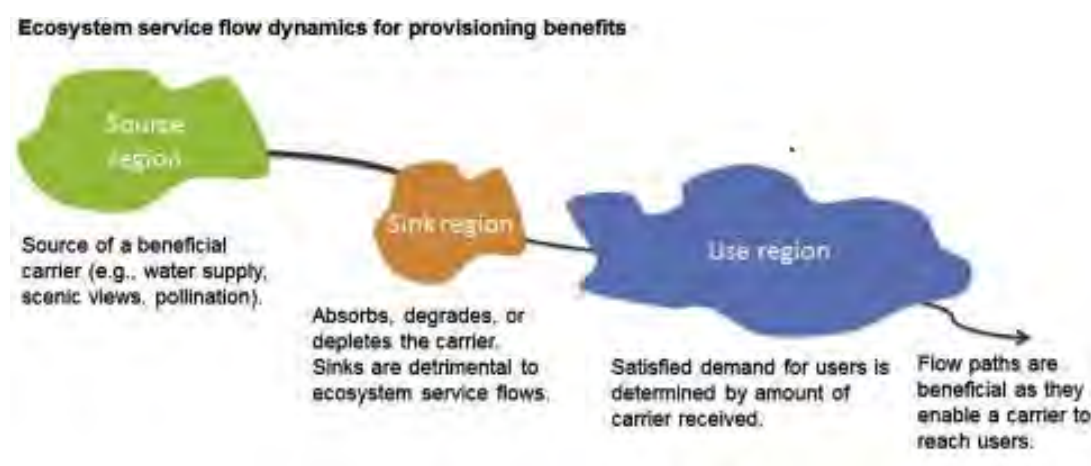 Ecosystem service flow dynamics for provisioning benefits
Source
region
Sink region
Use region
Source of a beneficial
carrier (e.g., water supply,
scenic views, pollination).
Absorbs, degrades, or
depletes the carrier.
Sinks are detrimental to
ecosystem service flows.
Satisfied demand for users is
determined by amount of
carrier received.
Flow paths are
beneficial as they
enable a carrier to
reach users.